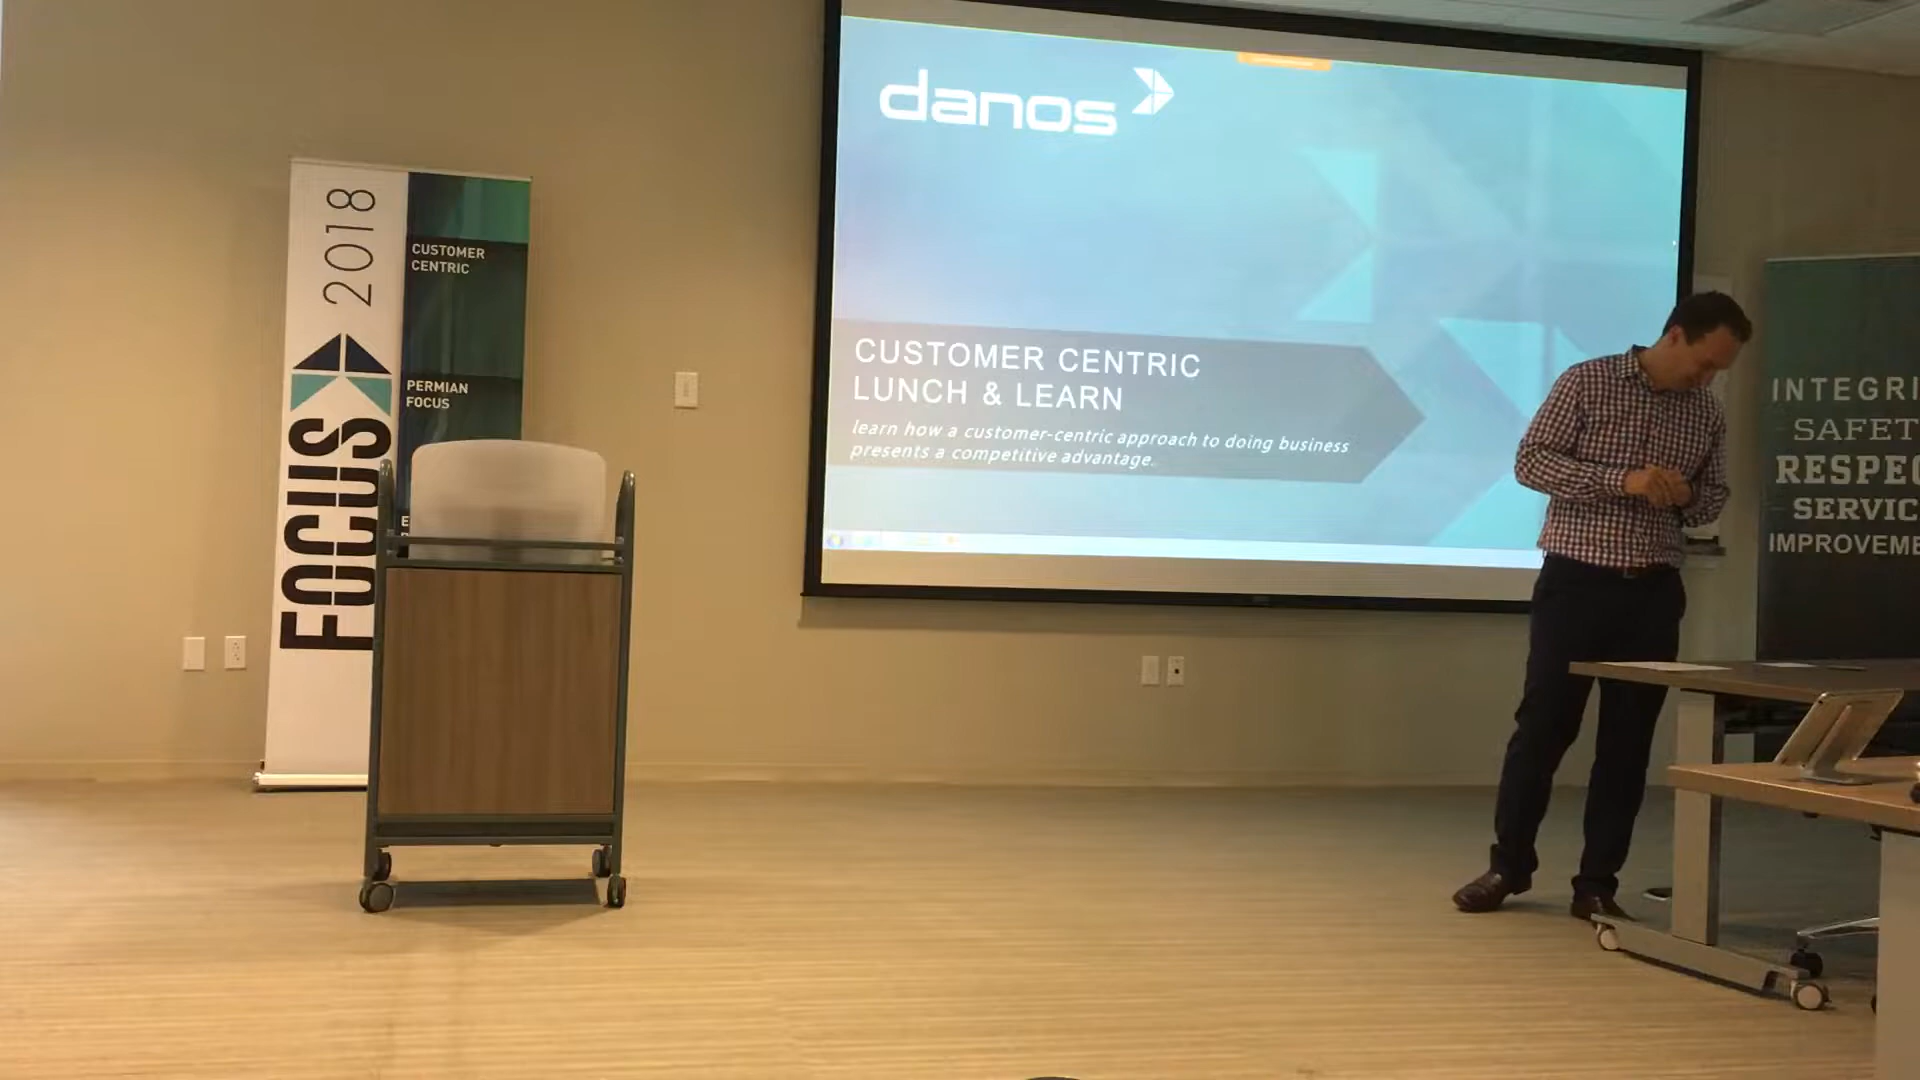 2018
FOCUS
CUSTOMER
CENTRIC
PERMIAN
FOCUS
danos
CUSTOMER CENTRIC
LUNCH & LEARN
learn how a customer-centric approach to doing business
presents a competitive advantage.
INTEGRI
SAFET
RESPEC
SERVIC
IMPROVEME